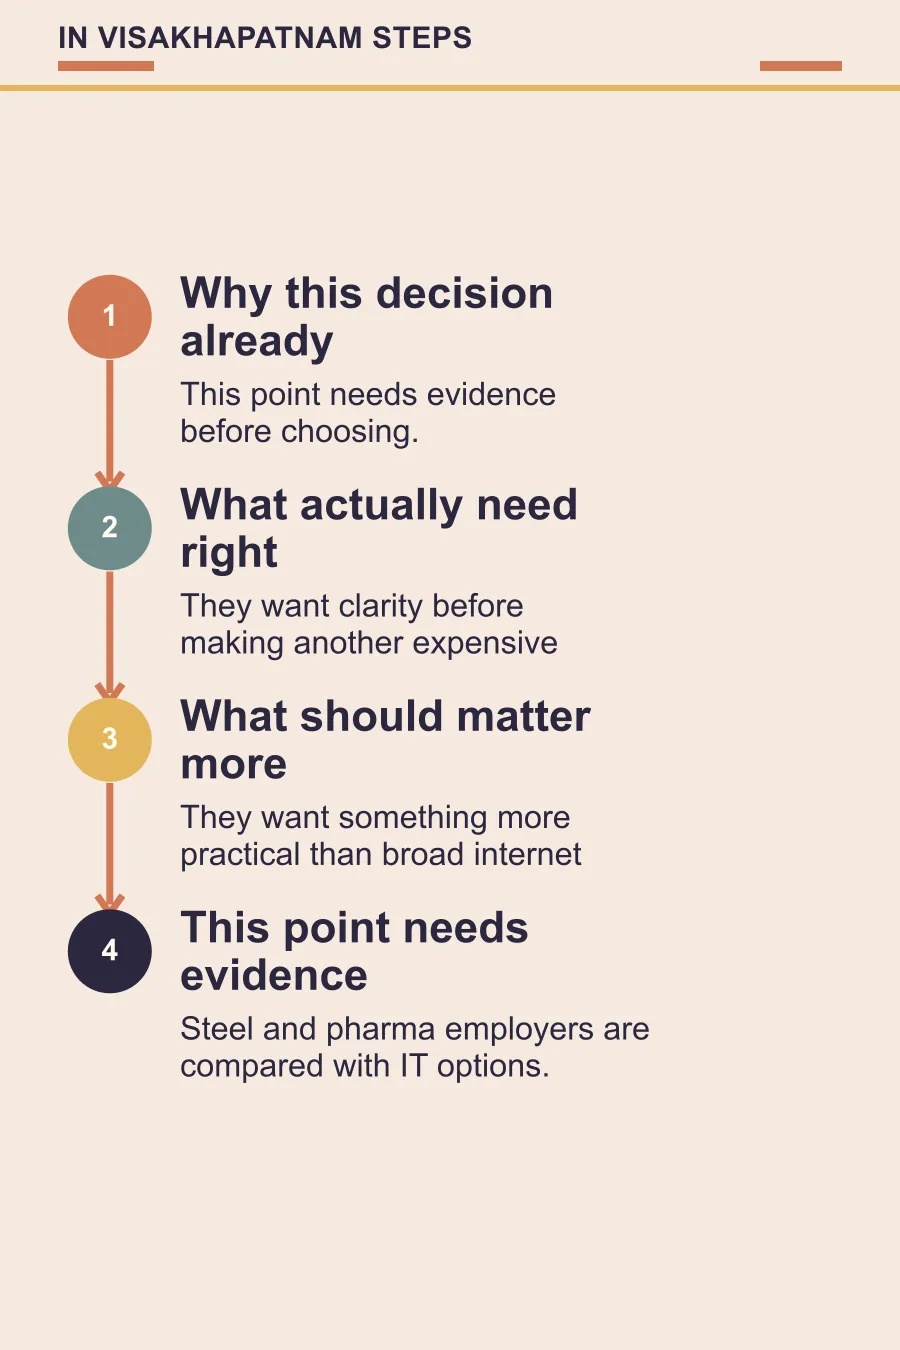 IN VISAKHAPATNAM STEPS
1
Why this decision
already
This point needs evidence
before choosing.
2
What actually need
right
They want clarity before
making another expensive
3
What should matter
more
They want something more
practical than broad internet
4
This point needs
evidence
Steel and pharma employers are
compared with IT options.